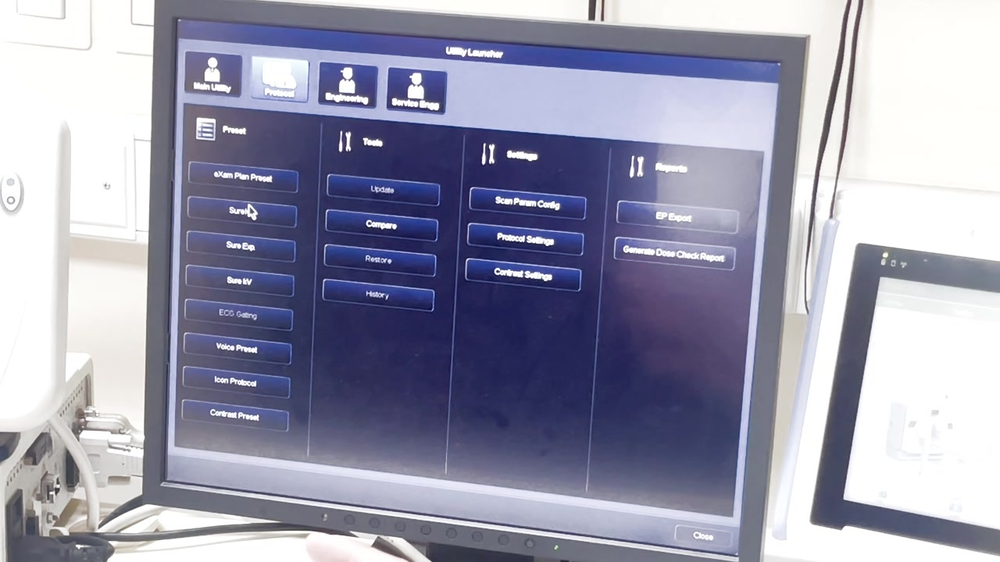 Utility Launcher
Main Utility
Protocol
Engineering
Service Engg
Preset
eXam Plan Preset
Sure Exp.
Sure kV
ECG Gating
Voice Preset
Icon Protocol
Contrast Preset
Tools
Update
Compare
Restore
History
Settings
Scan Param Config
Protocol Settings
Contrast Settings
Reports
EP Export
Generate Dose Check Report
Close